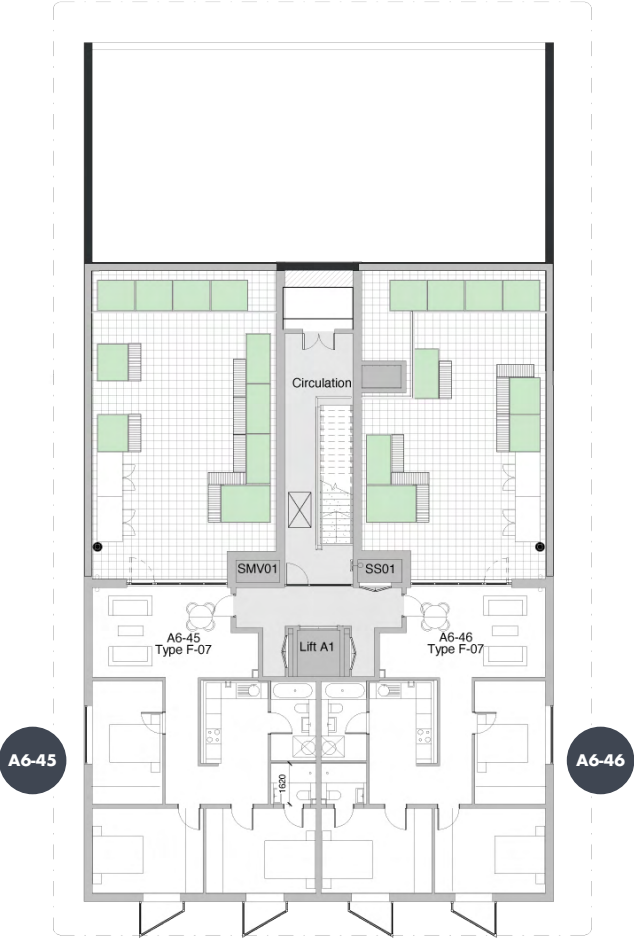 Circulation
SMV01
SS01
A6-45
Type F-07
Lift A1
A6-46
Type F-07
A6-45
A6-46
1620